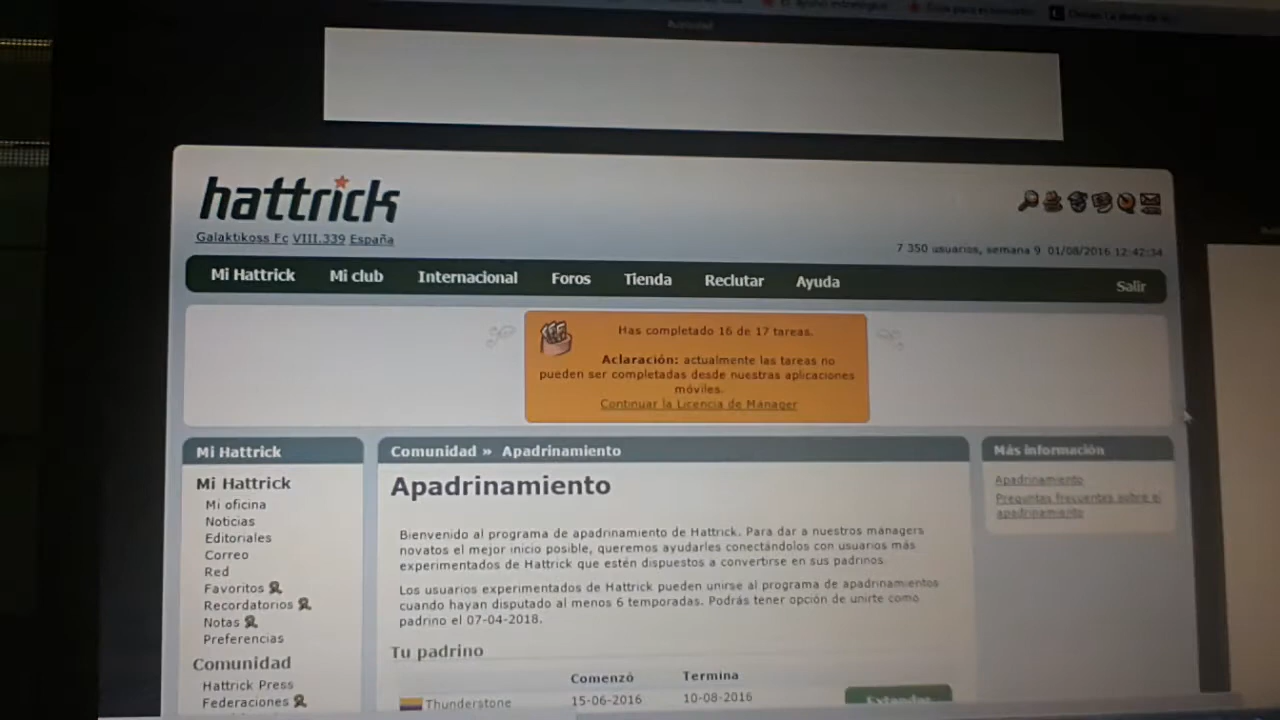 hattrick
Galaktikoss Fc VIII.339 España
7 350 usuarios, semana 9 01/08/2016 12:42:34
Mi Hattrick Mi club Internacional Foros Tienda Reclutar Ayuda Salir
Has completado 16 de 17 tareas.
Aclaración: actualmente las tareas no
pueden ser completadas desde nuestras aplicaciones
móviles.
Continuar la Licencia de Mánager
Mi Hattrick
Mi Hattrick
Mi oficina
Noticias
Editoriales
Correo
Red
Favoritos
Recordatorios
Notas
Preferencias
Comunidad
Hattrick Press
Federaciones
Comunidad » Apadrinamiento
Apadrinamiento
Bienvenido al programa de apadrinamiento de Hattrick. Para dar a nuestros managers
novatos el mejor inicio posible, queremos ayudarles conectándolos con usuarios más
experimentados de Hattrick que estén dispuestos a convertirse en sus padrinos.
Los usuarios experimentados de Hattrick pueden unirse al programa de apadrinamientos
cuando hayan disputado al menos 6 temporadas. Podrás tener opción de unirte como
padrino el 07-04-2018.
Tu padrino
Comenzó Termina
Thunderstone 15-06-2016 10-08-2016 Extender
Más información
Apadrinamiento
Preguntas frecuentes sobre el
apadrinamiento